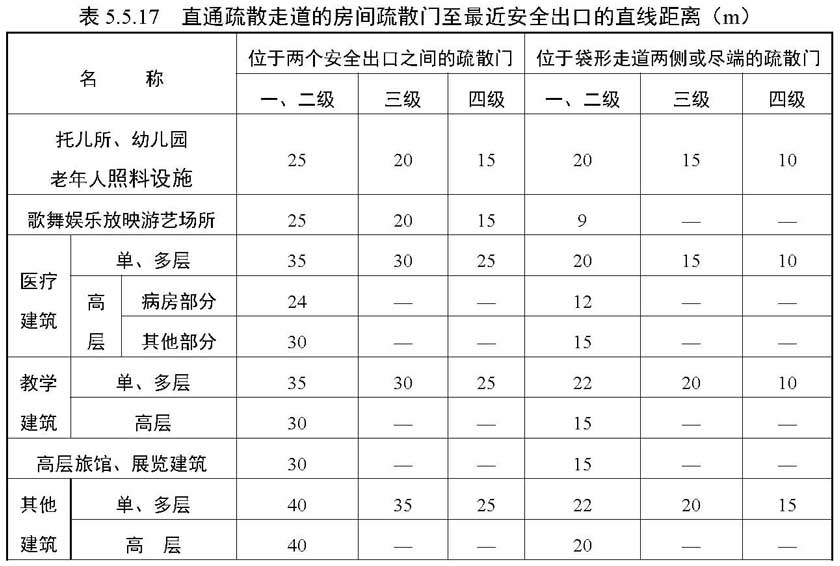 表 5.5.17 直通疏散走道的房间疏散门至最近安全出口的直线距离（m）
名 称 位于两个安全出口之间的疏散门 位于袋形走道两侧或尽端的疏散门
一、二级 三级 四级 一、二级 三级 四级
托儿所、幼儿园
老年人照料设施 25 20 15 20 15 10
歌舞娱乐放映游艺场所 25 20 15 9 — —
医疗建筑 单、多层 35 30 25 20 15 10
高层 病房部分 24 — — 12 — —
其他部分 30 — — 15 — —
教学建筑 单、多层 35 30 25 22 20 10
高层 30 — — 15 — —
高层旅馆、展览建筑 30 — — 15 — —
其他建筑 单、多层 40 35 25 22 20 15
高 层 40 — — 20 — —